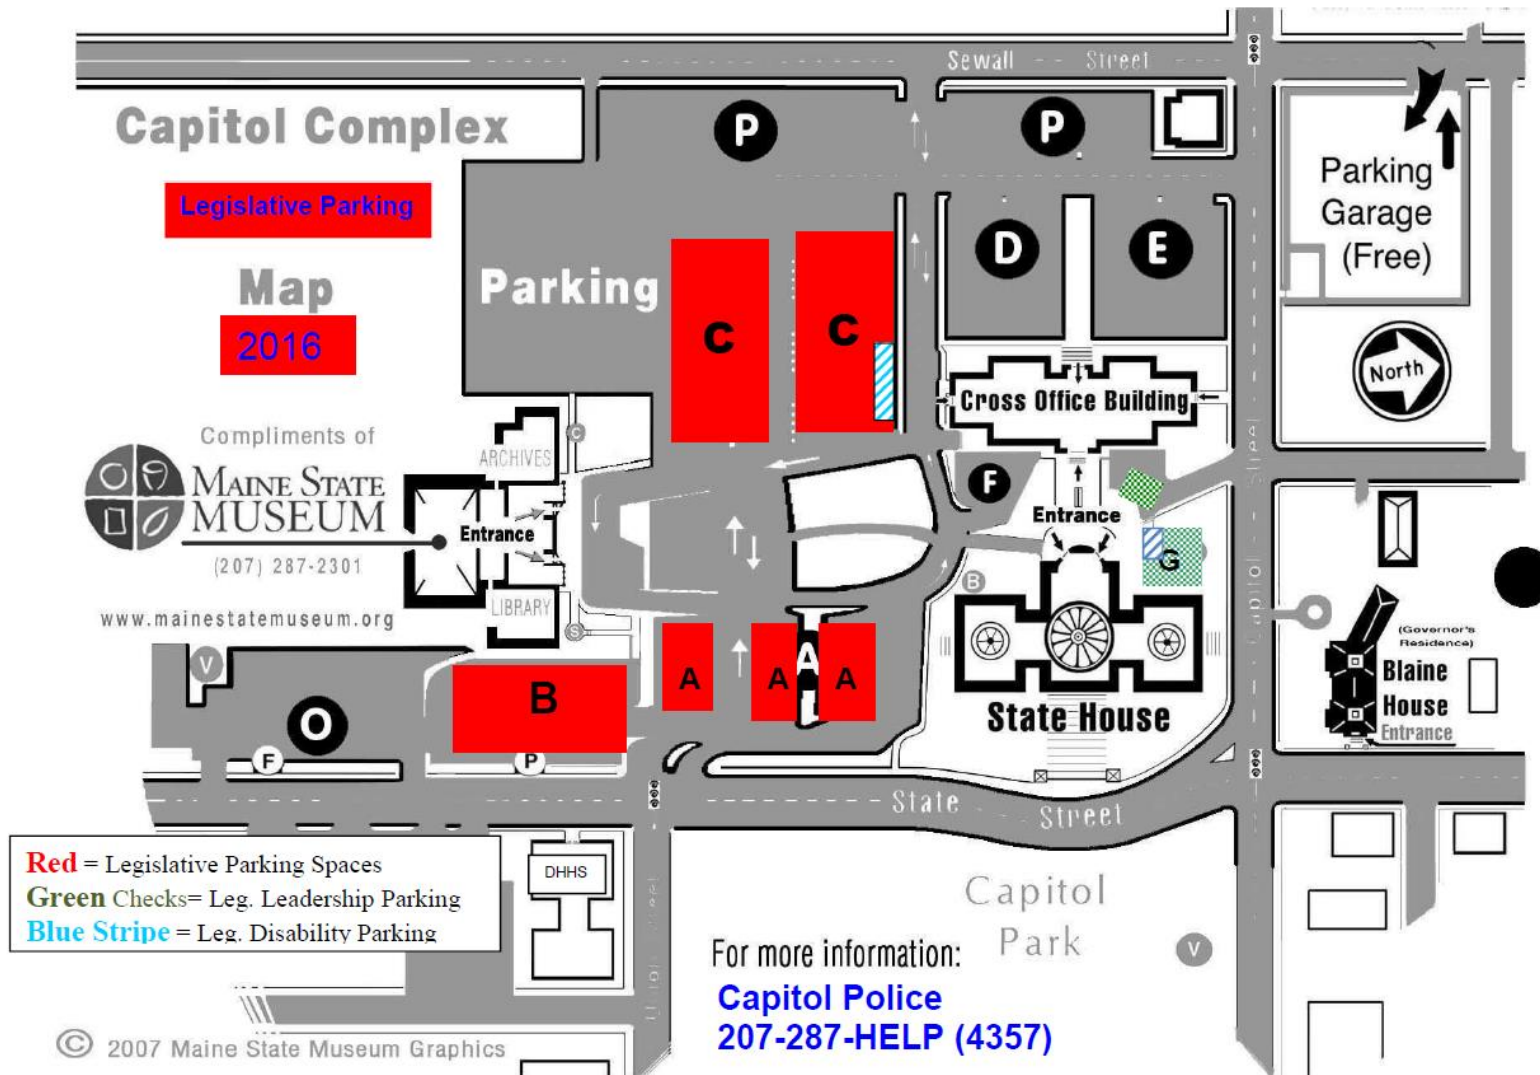 Sewall Street
Capitol Complex
Legislative Parking
Map
2016
P
P
Parking
Garage
(Free)
D
E
Parking
C
C
North
Cross Office Building
Compliments of
MAINE STATE
MUSEUM
(207) 287-2301
www.mainestatemuseum.org
ARCHIVES
C
Entrance
LIBRARY
S
F
Entrance
G
B
Capitol Street
(Governor's
Residence)
Blaine
House
Entrance
State House
V
O
B
A
A
A
A
F
P
State Street
Red = Legislative Parking Spaces
Green Checks= Leg. Leadership Parking
Blue Stripe = Leg. Disability Parking
DHHS
Street
Capitol
Park
V
For more information:
Capitol Police
207-287-HELP (4357)
© 2007 Maine State Museum Graphics